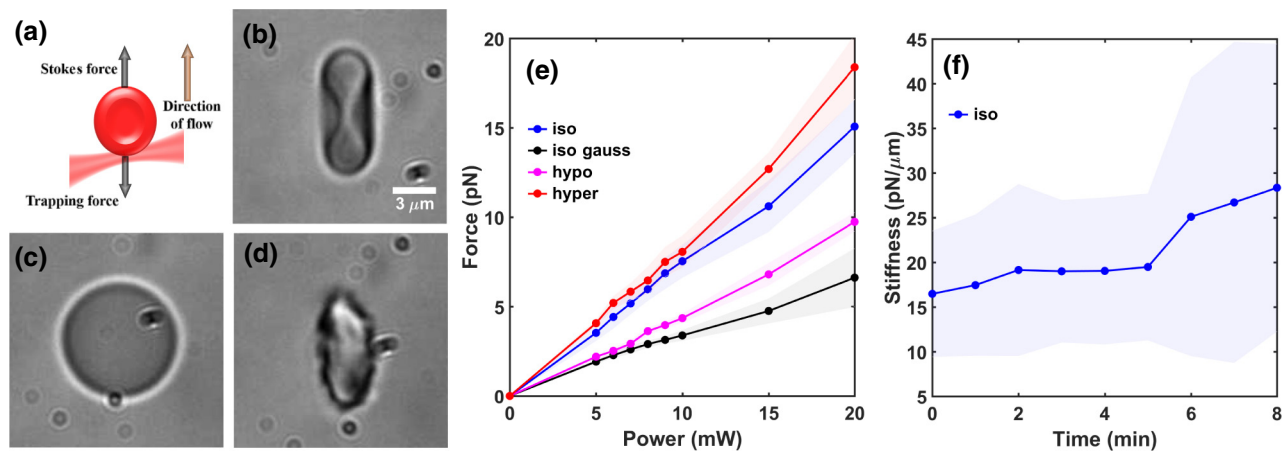 (a)
Stokes force
Direction
of flow
Trapping force
(b)
3 μm
(c)
(d)
(e)
iso
iso gauss
hypo
hyper
Force (pN)
20
15
10
5
0
0 5 10 15 20
Power (mW)
(f)
iso
Stiffness (pN/μm)
45
40
35
30
25
20
15
10
5
0 2 4 6 8
Time (min)